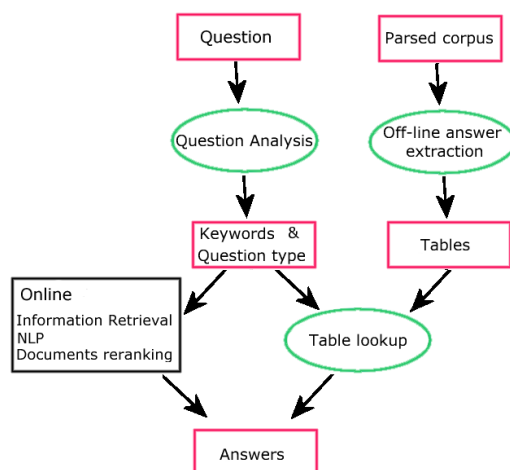 Question
Parsed corpus
Question Analysis
Off-line answer
extraction
Keywords &
Question type
Tables
Online
Information Retrieval
NLP
Documents reranking
Table lookup
Answers